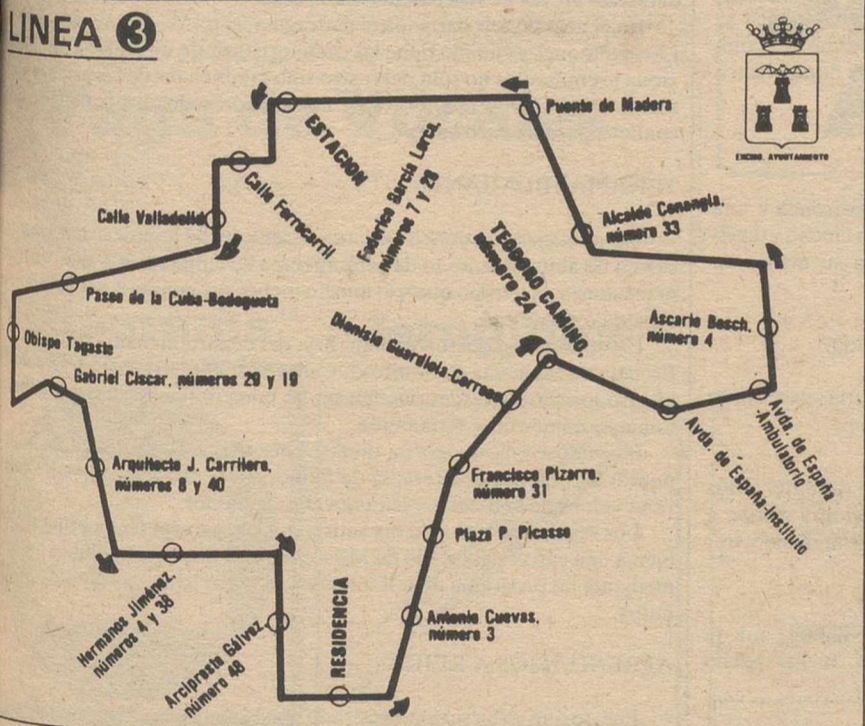 LINEA 3
EXCMO. AYUNTAMIENTO
Puente de Madera
ESTACION
Calle Ferrocarril
Federico García Lorca,
números 7 y 28
Calle Valladolid
Alcalde Conangla,
número 33
TEODORO CAMINO,
número 24
Paseo de la Cuba-Bodegueta
Ascario Bosch,
número 4
Dionisio Guardiola-Correos
Obispo Tagaste
Gabriel Ciscar, números 29 y 19
Avda. de España
-Ambulatorio
Avda. de España-Instituto
Arquitecto J. Carrilero,
números 8 y 40
Francisco Pizarro,
número 31
Plaza P. Picasso
Hermanos Jiménez,
números 4 y 38
Arcipreste Gálvez,
número 48
RESIDENCIA
Antonio Cuevas,
número 3